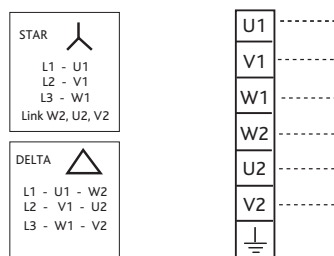 STAR
L1 - U1
L2 - V1
L3 - W1
Link W2, U2, V2
DELTA
L1 - U1 - W2
L2 - V1 - U2
L3 - W1 - V2
U1
V1
W1
W2
U2
V2